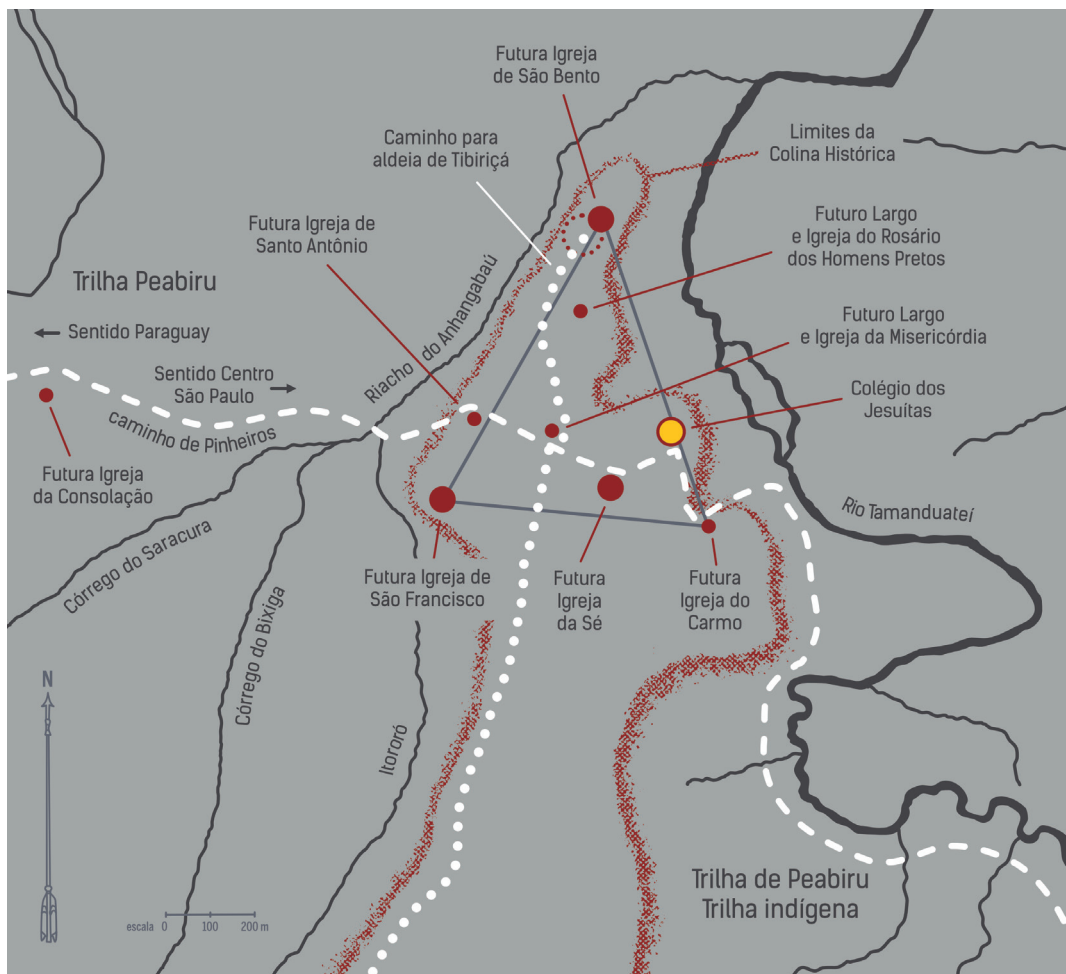 Futura Igreja
de São Bento
Caminho para
aldeia de Tibiriçá
Limites da
Colina Histórica
Futura Igreja de
Santo Antônio
Futuro Largo
e Igreja do Rosário
dos Homens Pretos
Trilha Peabiru
Sentido Paraguay
Riacho do Anhangabaú
Futuro Largo
e Igreja da Misericórdia
Sentido Centro
São Paulo
Colégio dos
Jesuítas
caminho de Pinheiros
Futura Igreja
da Consolação
Rio Tamanduateí
Córrego do Saracura
Futura Igreja de
São Francisco
Futura
Igreja
da Sé
Futura
Igreja do
Carmo
Córrego do Bixiga
Itororó
N
Trilha de Peabiru
Trilha indígena
escala 0 100 200 m